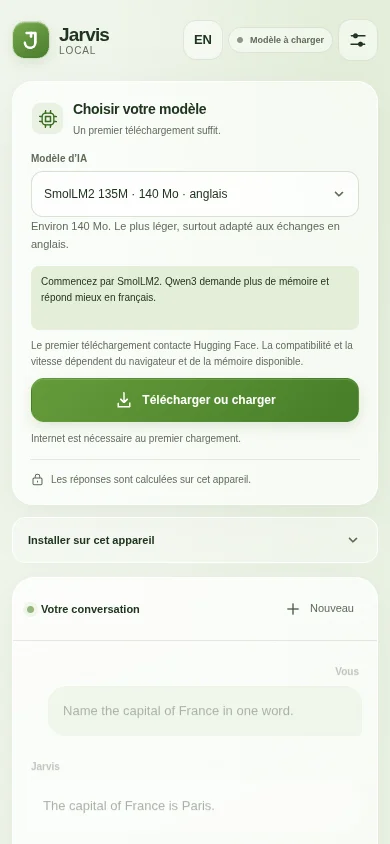 Jarvis
LOCAL
EN
Modèle à charger
Choisir votre modèle
Un premier téléchargement suffit.
Modèle d'IA
SmolLM2 135M · 140 Mo · anglais
Environ 140 Mo. Le plus léger, surtout adapté aux échanges en
anglais.
Commencez par SmolLM2. Qwen3 demande plus de mémoire et
répond mieux en français.
Le premier téléchargement contacte Hugging Face. La compatibilité et la
vitesse dépendent du navigateur et de la mémoire disponible.
Télécharger ou charger
Internet est nécessaire au premier chargement.
Les réponses sont calculées sur cet appareil.
Installer sur cet appareil
Votre conversation
Nouveau
Vous
Name the capital of France in one word.
Jarvis
The capital of France is Paris.